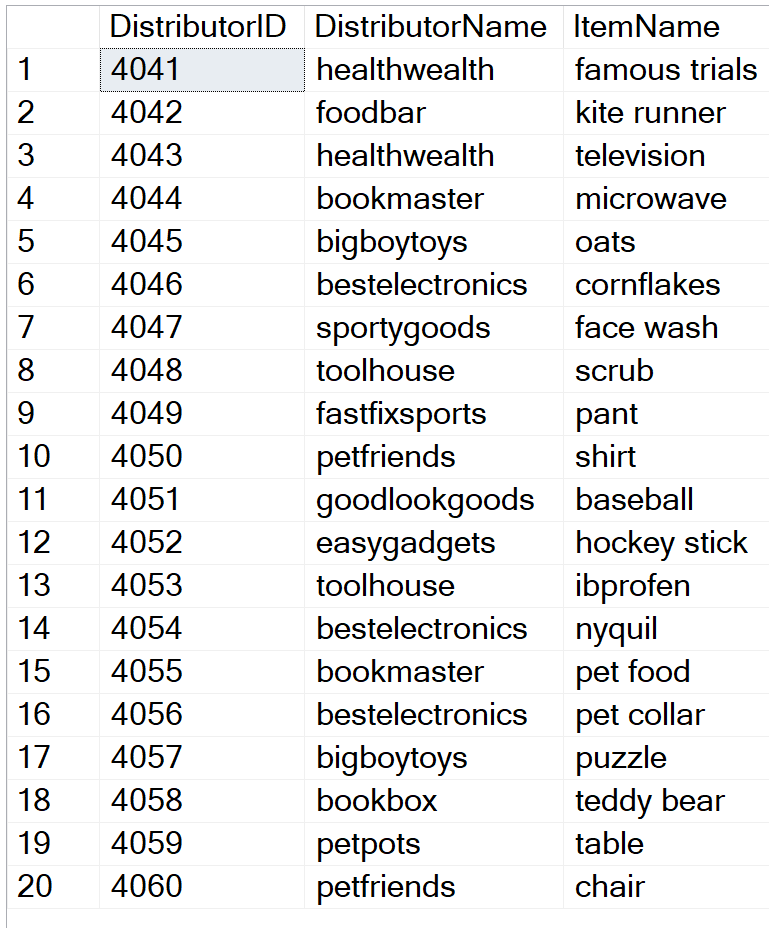 DistributorID DistributorName ItemName
1 4041 healthwealth famous trials
2 4042 foodbar kite runner
3 4043 healthwealth television
4 4044 bookmaster microwave
5 4045 bigboytoys oats
6 4046 bestelectronics cornflakes
7 4047 sportygoods face wash
8 4048 toolhouse scrub
9 4049 fastfixsports pant
10 4050 petfriends shirt
11 4051 goodlookgoods baseball
12 4052 easygadgets hockey stick
13 4053 toolhouse ibprofen
14 4054 bestelectronics nyquil
15 4055 bookmaster pet food
16 4056 bestelectronics pet collar
17 4057 bigboytoys puzzle
18 4058 bookbox teddy bear
19 4059 petpots table
20 4060 petfriends chair